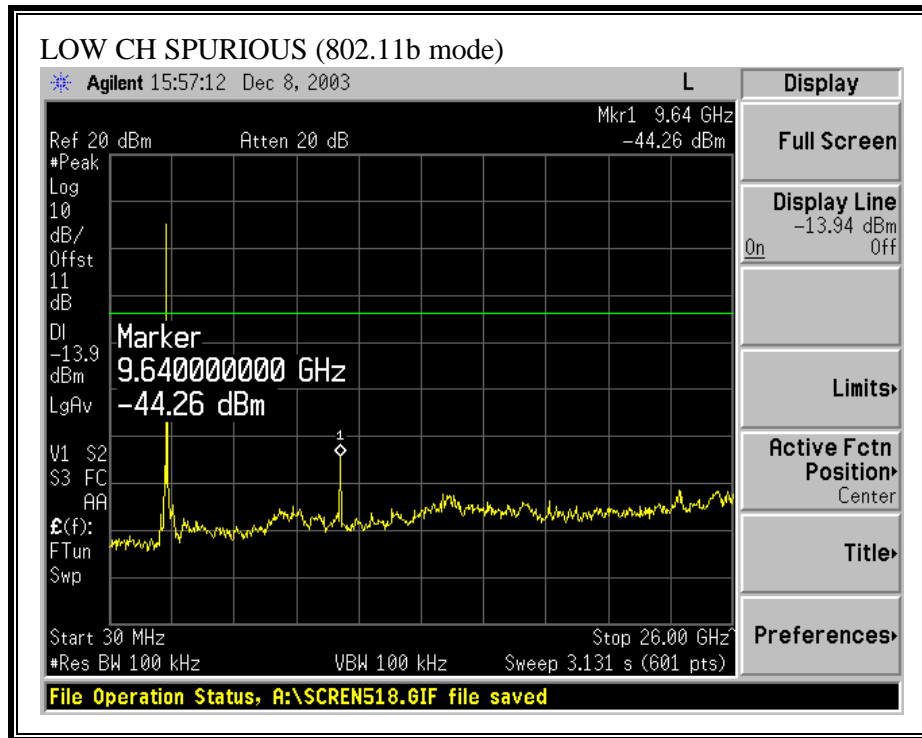 LOW CH SPURIOUS (802.11b mode)
Agilent 15:57:12 Dec 8, 2003 L
Display
Mkr1 9.64 GHz
Ref 20 dBm Atten 20 dB -44.26 dBm
Full Screen
#Peak
Log
10
dB/
Offst
11
dB
Display Line
-13.94 dBm
On Off
DI
-13.9
dBm
LgAv
Marker
9.640000000 GHz
-44.26 dBm
Limits
1
V1 S2
S3 FC
AA
Active Fctn
Position
Center
£(f):
FTun
Swp
Title
Start 30 MHz Stop 26.00 GHz^
#Res BW 100 kHz VBW 100 kHz Sweep 3.131 s (601 pts)
Preferences
File Operation Status, A:\SCREN518.GIF file saved